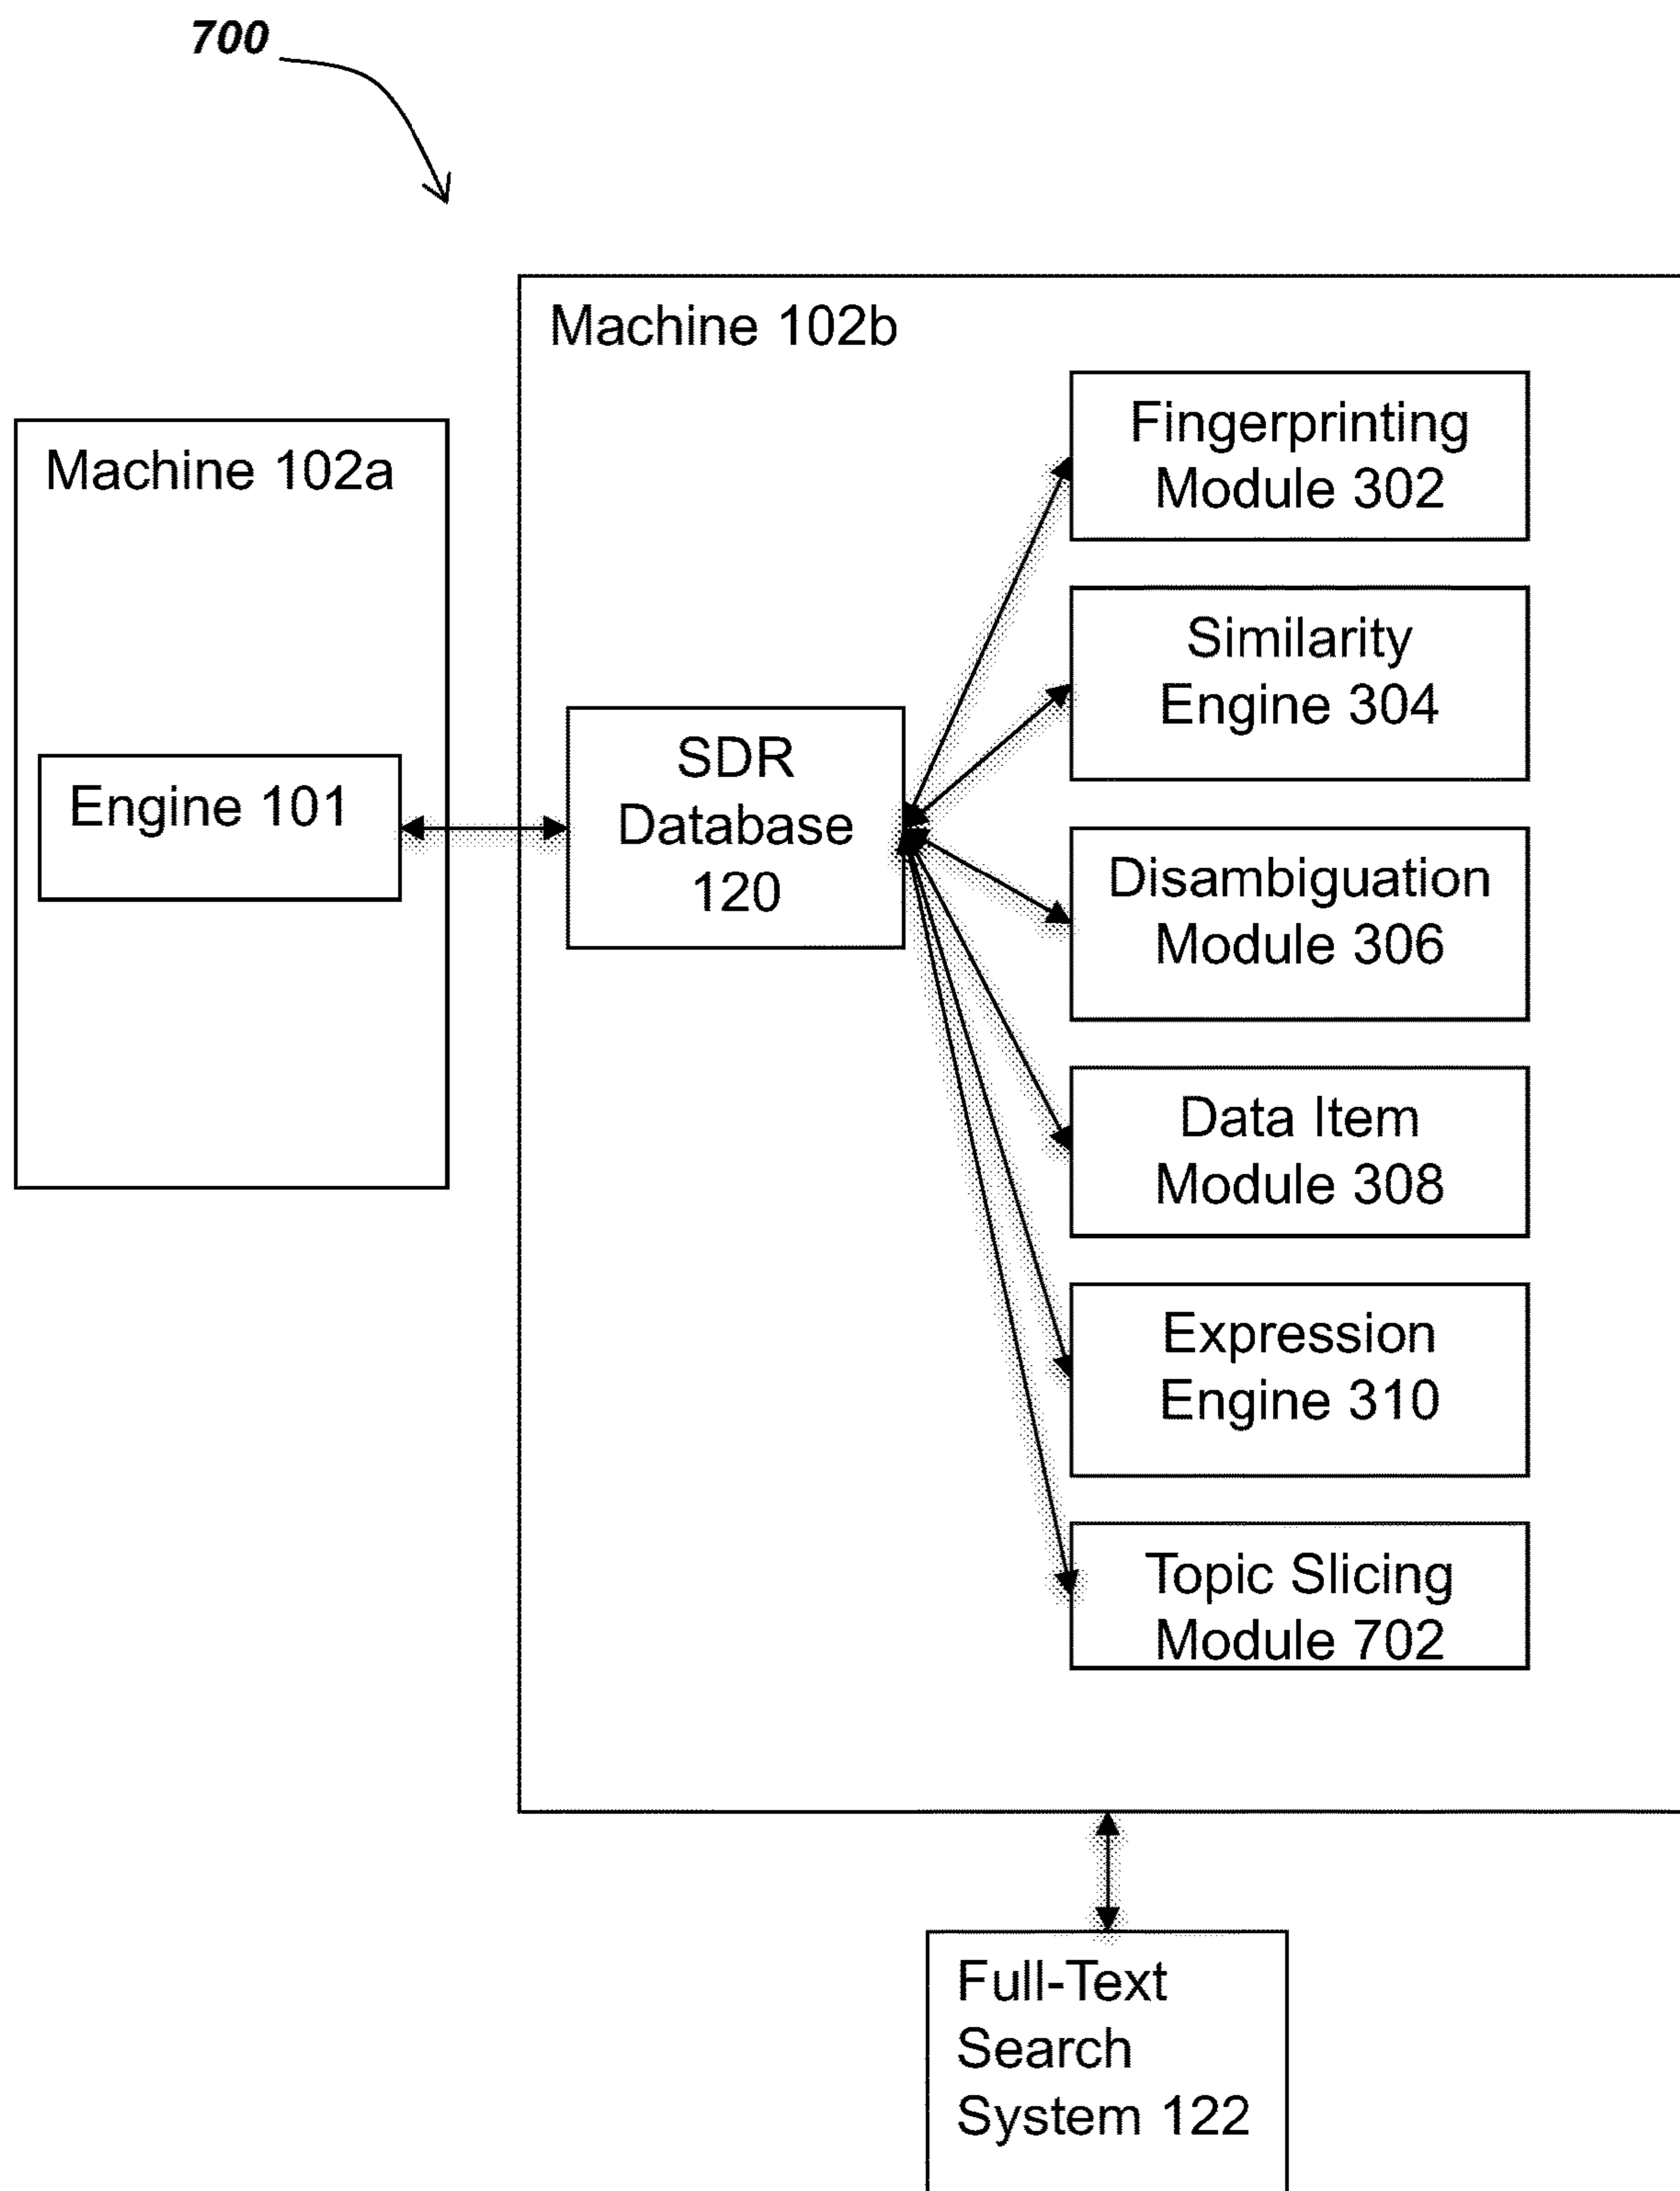 700
Machine 102b
Fingerprinting
Module 302
Machine 102a
Similarity
Engine 304
SDR
Database
120
Engine 101
Disambiguation
Module 306
Data Item
Module 308
Expression
Engine 310
Topic Slicing
Module 702
Full-Text
Search
System 122